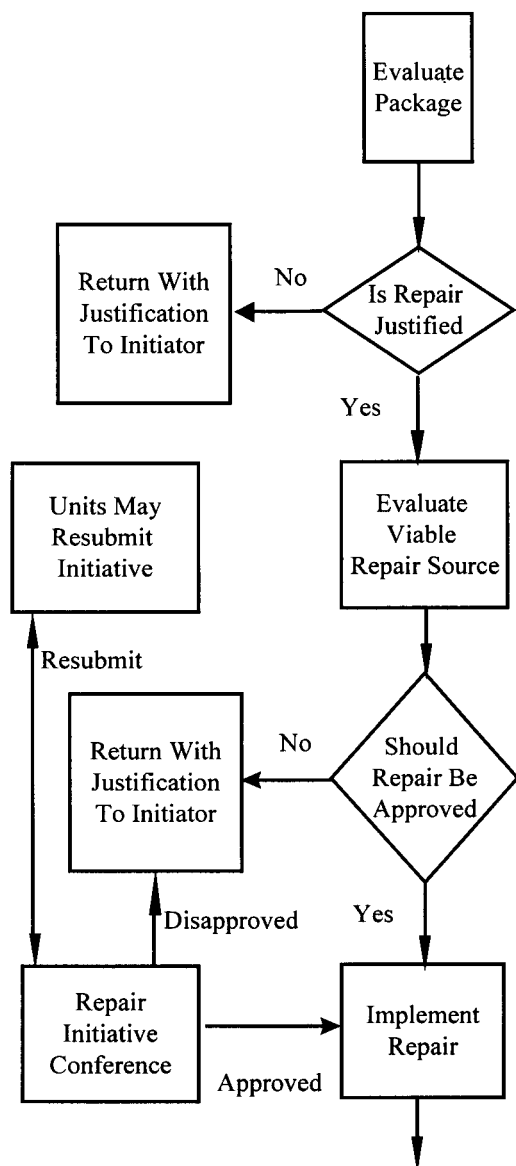 Evaluate
Package
No
Is Repair
Justified
Return With
Justification
To Initiator
Yes
Evaluate
Viable
Repair Source
Units May
Resubmit
Initiative
Resubmit
No
Should
Repair Be
Approved
Return With
Justification
To Initiator
Disapproved
Yes
Repair
Initiative
Conference
Approved
Implement
Repair